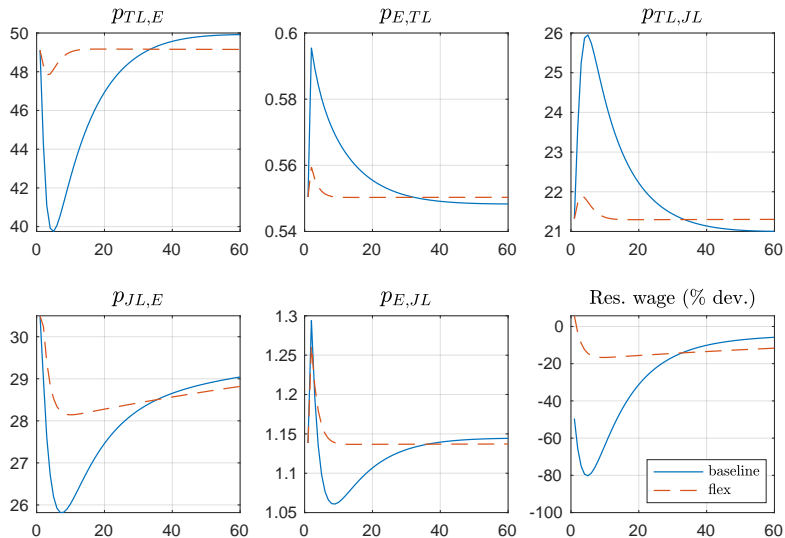 p_{TL,E} p_{E,TL} p_{TL,JL}
50 0.6 26
48 0.58 25
46 24
44 0.56 23
42 22
40 0.54 21
0 20 40 60 0 20 40 60 0 20 40 60
p_{JL,E} p_{E,JL} Res. wage (% dev.)
30 1.3 0
29 1.25 -20
28 1.2 -40
27 1.15 -60
26 1.1 -80
1.05 -100
baseline
flex
0 20 40 60 0 20 40 60 0 20 40 60